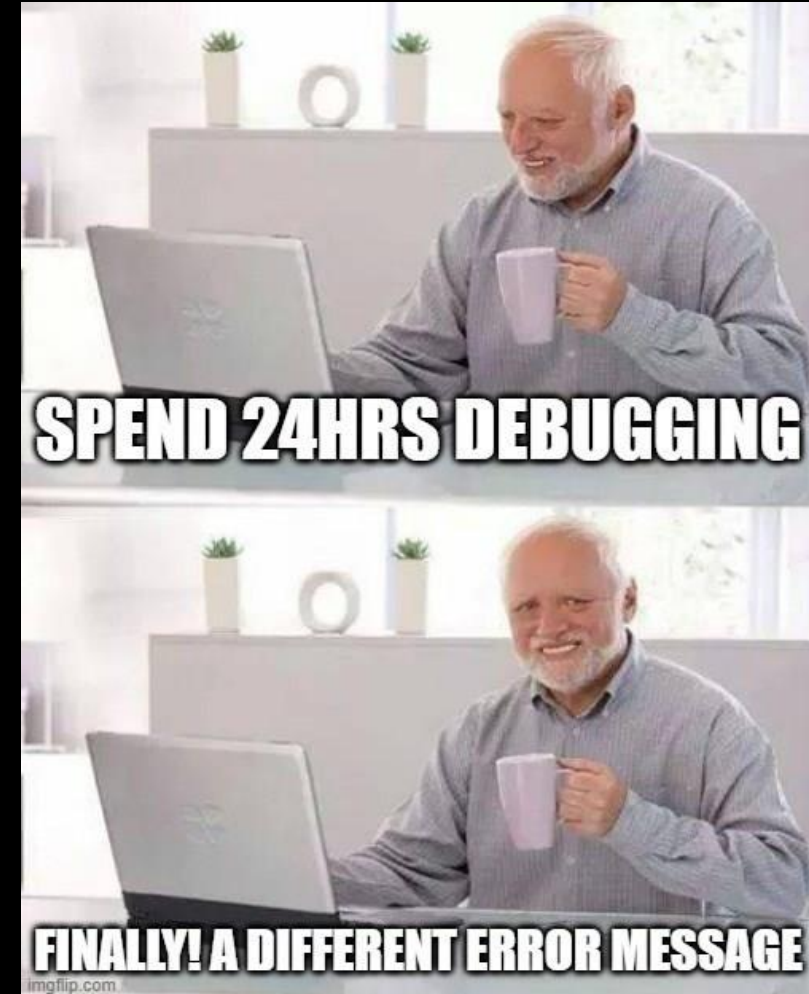 SPEND 24HRS DEBUGGING
FINALLY! A DIFFERENT ERROR MESSAGE
imgflip.com